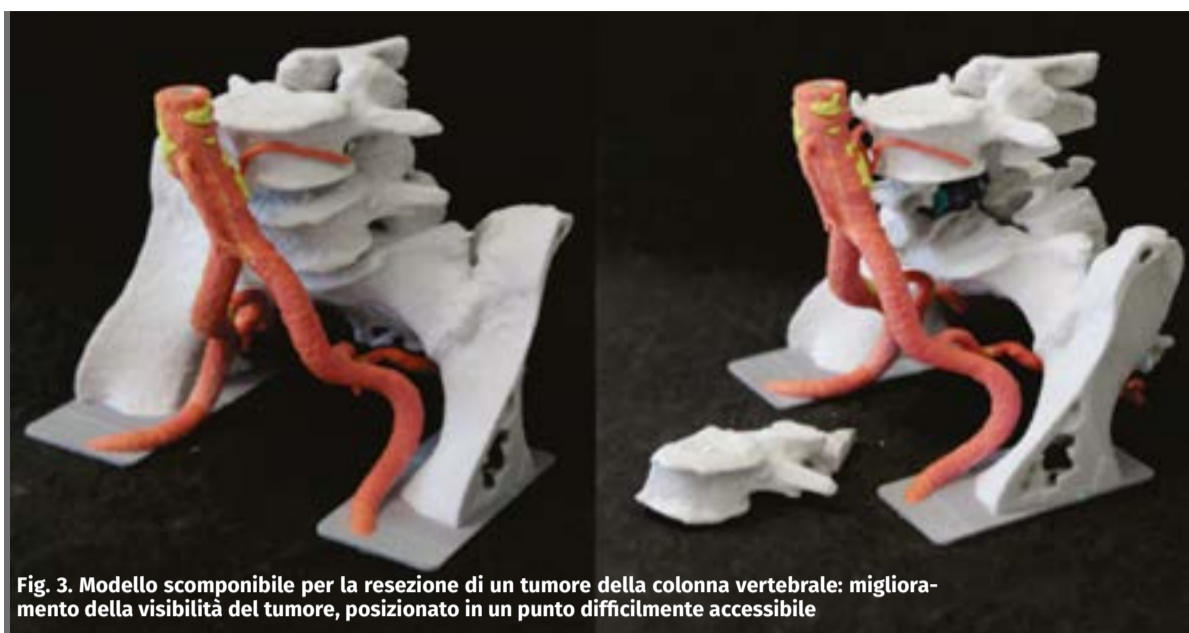 Fig. 3. Modello scomponibile per la resezione di un tumore della colonna vertebrale: migliora-
mento della visibilità del tumore, posizionato in un punto difficilmente accessibile